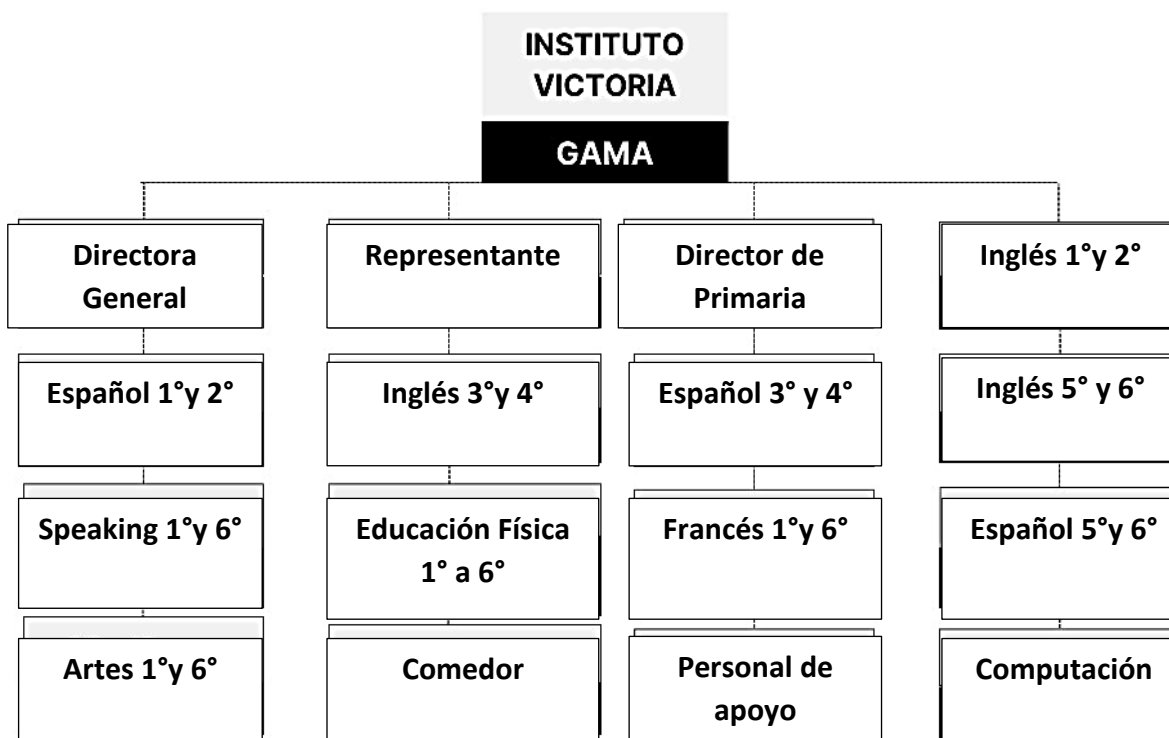 INSTITUTO
VICTORIA
GAMA
Directora
General
Representante
Director de
Primaria
Inglés 1°y 2°
Español 1°y 2°
Inglés 3°y 4°
Español 3° y 4°
Inglés 5° y 6°
Speaking 1°y 6°
Educación Física
1° a 6°
Francés 1°y 6°
Español 5°y 6°
Artes 1°y 6°
Comedor
Personal de
apoyo
Computación